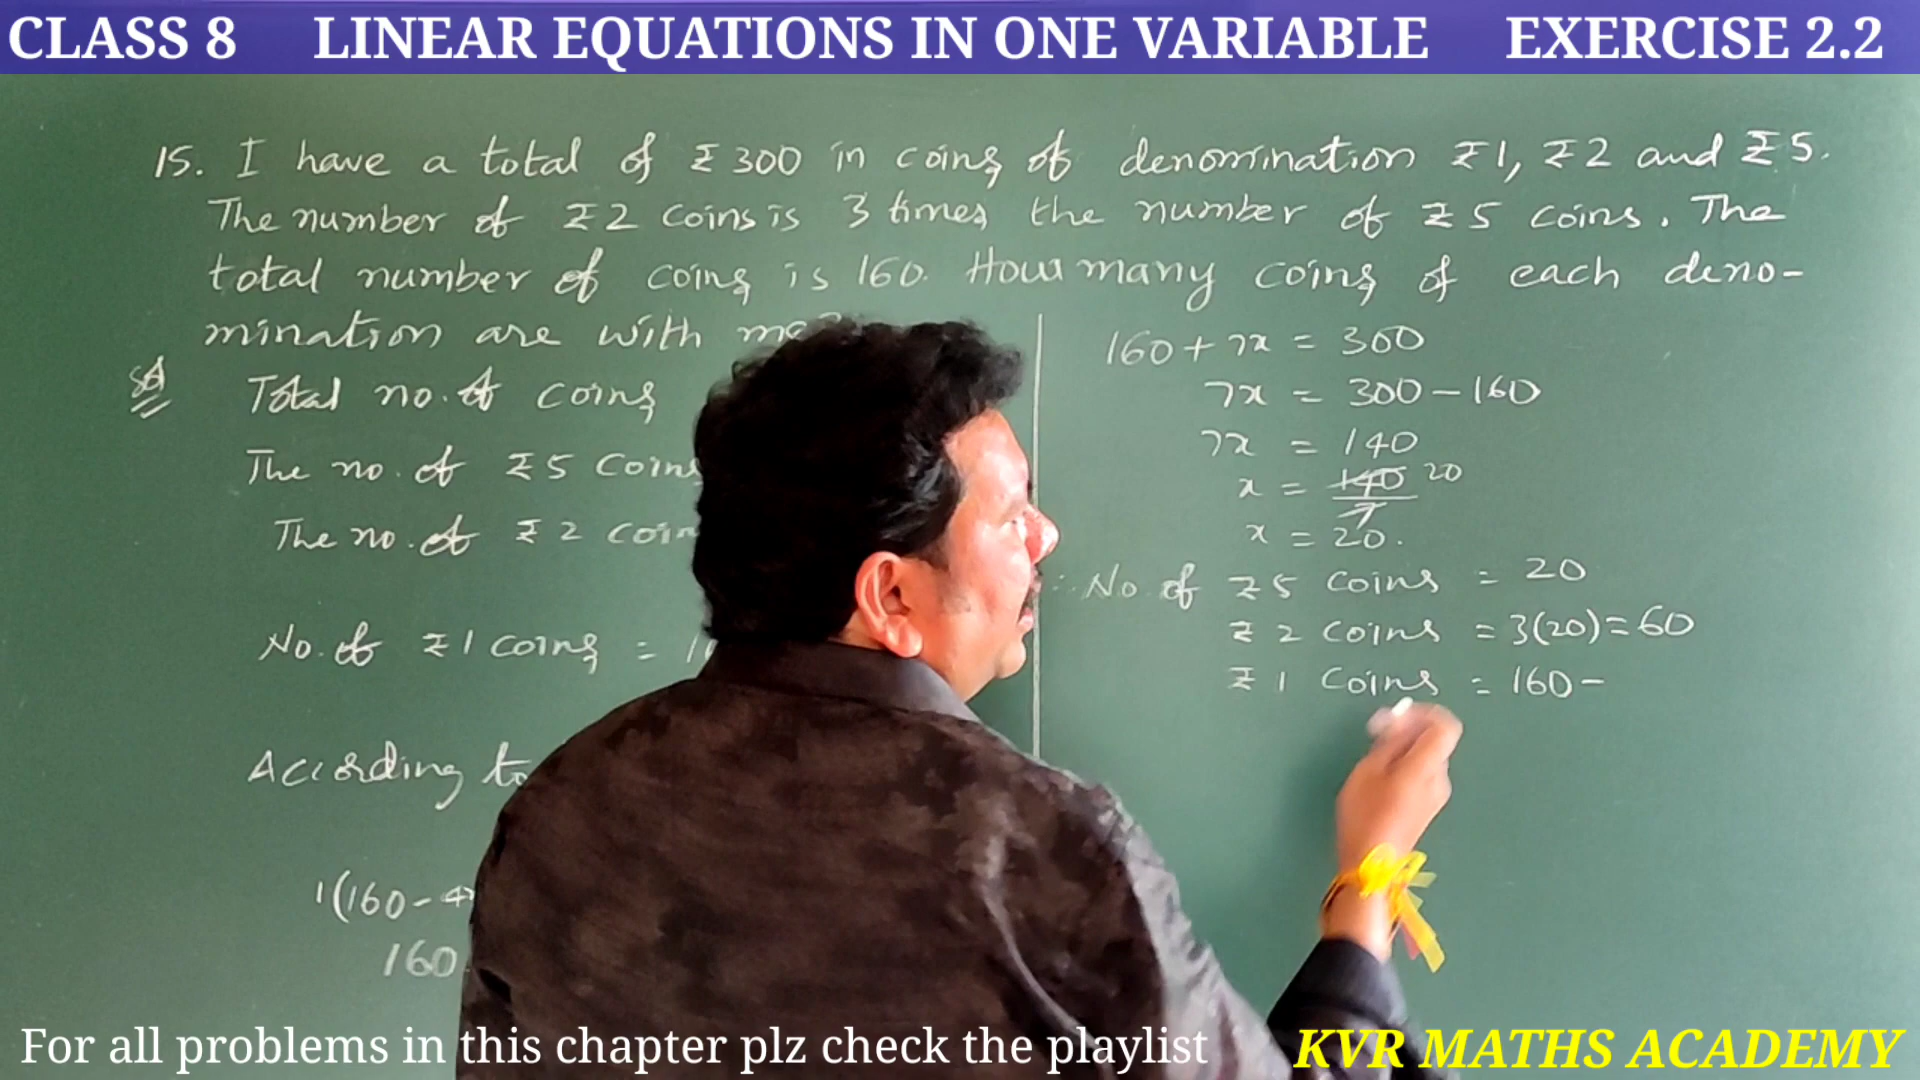 CLASS 8 LINEAR EQUATIONS IN ONE VARIABLE EXERCISE 2.2
15. I have a total of ₹300 in coins of denomination ₹1, ₹2 and ₹5.
The number of ₹2 coins is 3 times the number of ₹5 coins. The
total number of coins is 160. How many coins of each deno-
mination are with me?
Sol
Total no. of coins
The no. of ₹5 coins
The no. of ₹2 coin
No. of ₹1 coins =
According to
1(160-4x
160
160 + 7x = 300
7x = 300 - 160
7x = 140
x = 140/7 20
x = 20.
∴ No. of ₹5 coins = 20
₹2 coins = 3(20) = 60
₹1 coins = 160 -
For all problems in this chapter plz check the playlist
KVR MATHS ACADEMY